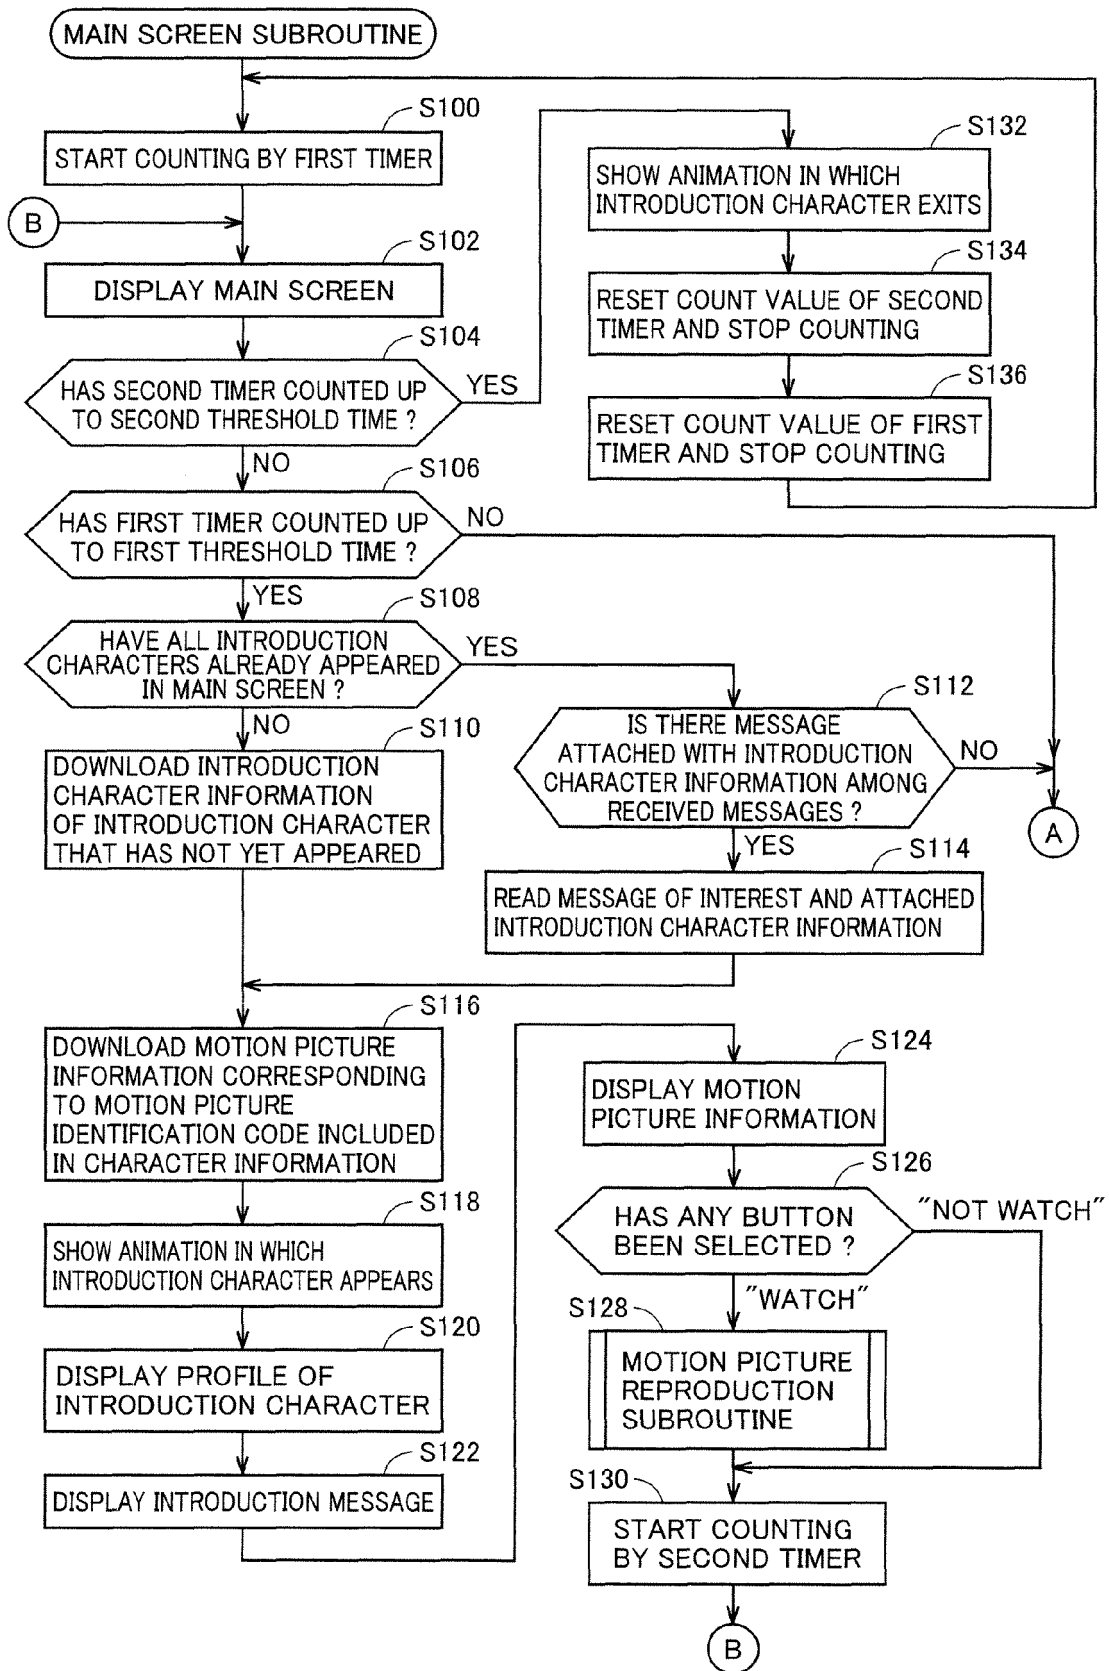 MAIN SCREEN SUBROUTINE
S100
START COUNTING BY FIRST TIMER
B
S102
DISPLAY MAIN SCREEN
S104
HAS SECOND TIMER COUNTED UP
TO SECOND THRESHOLD TIME ?
YES
NO
S132
SHOW ANIMATION IN WHICH
INTRODUCTION CHARACTER EXITS
S134
RESET COUNT VALUE OF SECOND
TIMER AND STOP COUNTING
S136
RESET COUNT VALUE OF FIRST
TIMER AND STOP COUNTING
S106
HAS FIRST TIMER COUNTED UP
TO FIRST THRESHOLD TIME ?
NO
YES
S108
HAVE ALL INTRODUCTION
CHARACTERS ALREADY APPEARED
IN MAIN SCREEN ?
YES
NO
S110
DOWNLOAD INTRODUCTION
CHARACTER INFORMATION
OF INTRODUCTION CHARACTER
THAT HAS NOT YET APPEARED
S112
IS THERE MESSAGE
ATTACHED WITH INTRODUCTION
CHARACTER INFORMATION AMONG
RECEIVED MESSAGES ?
NO
A
YES
S114
READ MESSAGE OF INTEREST AND ATTACHED
INTRODUCTION CHARACTER INFORMATION
S116
DOWNLOAD MOTION PICTURE
INFORMATION CORRESPONDING
TO MOTION PICTURE
IDENTIFICATION CODE INCLUDED
IN CHARACTER INFORMATION
S118
SHOW ANIMATION IN WHICH
INTRODUCTION CHARACTER APPEARS
S120
DISPLAY PROFILE OF
INTRODUCTION CHARACTER
S122
DISPLAY INTRODUCTION MESSAGE
S124
DISPLAY MOTION
PICTURE INFORMATION
S126
HAS ANY BUTTON
BEEN SELECTED ?
"NOT WATCH"
"WATCH"
S128
MOTION PICTURE
REPRODUCTION
SUBROUTINE
S130
START COUNTING
BY SECOND TIMER
B